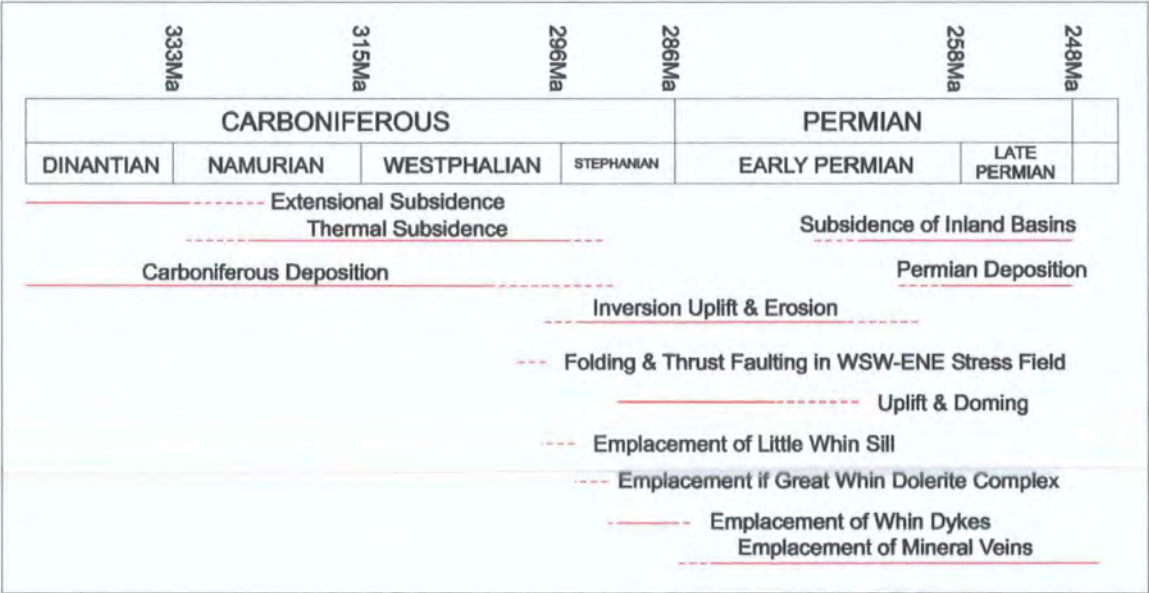 333Ma
315Ma
296Ma
286Ma
258Ma
248Ma
CARBONIFEROUS
PERMIAN
DINANTIAN
NAMURIAN
WESTPHALIAN
STEPHANIAN
EARLY PERMIAN
LATE
PERMIAN
Extensional Subsidence
Thermal Subsidence
Subsidence of Inland Basins
Carboniferous Deposition
Permian Deposition
Inversion Uplift & Erosion
Folding & Thrust Faulting in WSW-ENE Stress Field
Uplift & Doming
Emplacement of Little Whin Sill
Emplacement if Great Whin Dolerite Complex
Emplacement of Whin Dykes
Emplacement of Mineral Veins